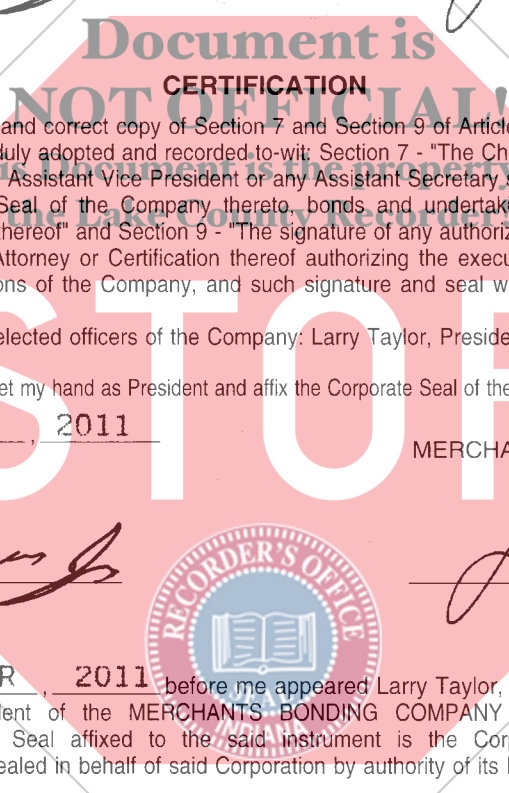 Document is
CERTIFICATION
NOT OFFICIAL!
and correct copy of Section 7 and Section 9 of Article
duly adopted and recorded to-wit: Section 7 - "The Ch
is Document is the property
Assistant Vice President or any Assistant Secretary s
Seal of the Company thereto, bonds and undertak
the Lake County Recorder
thereof" and Section 9 - "The signature of any authoriz
Attorney or Certification thereof authorizing the execu
ons of the Company, and such signature and seal w
STOP
elected officers of the Company: Larry Taylor, Preside
et my hand as President and affix the Corporate Seal of the
, 2011
MERCHA
RECORDER'S OFFICE
SEAL
INDIANA
R , 2011 before me appeared Larry Taylor,
dent of the MERCHANTS BONDING COMPANY
Seal affixed to the said instrument is the Corp
ealed in behalf of said Corporation by authority of its